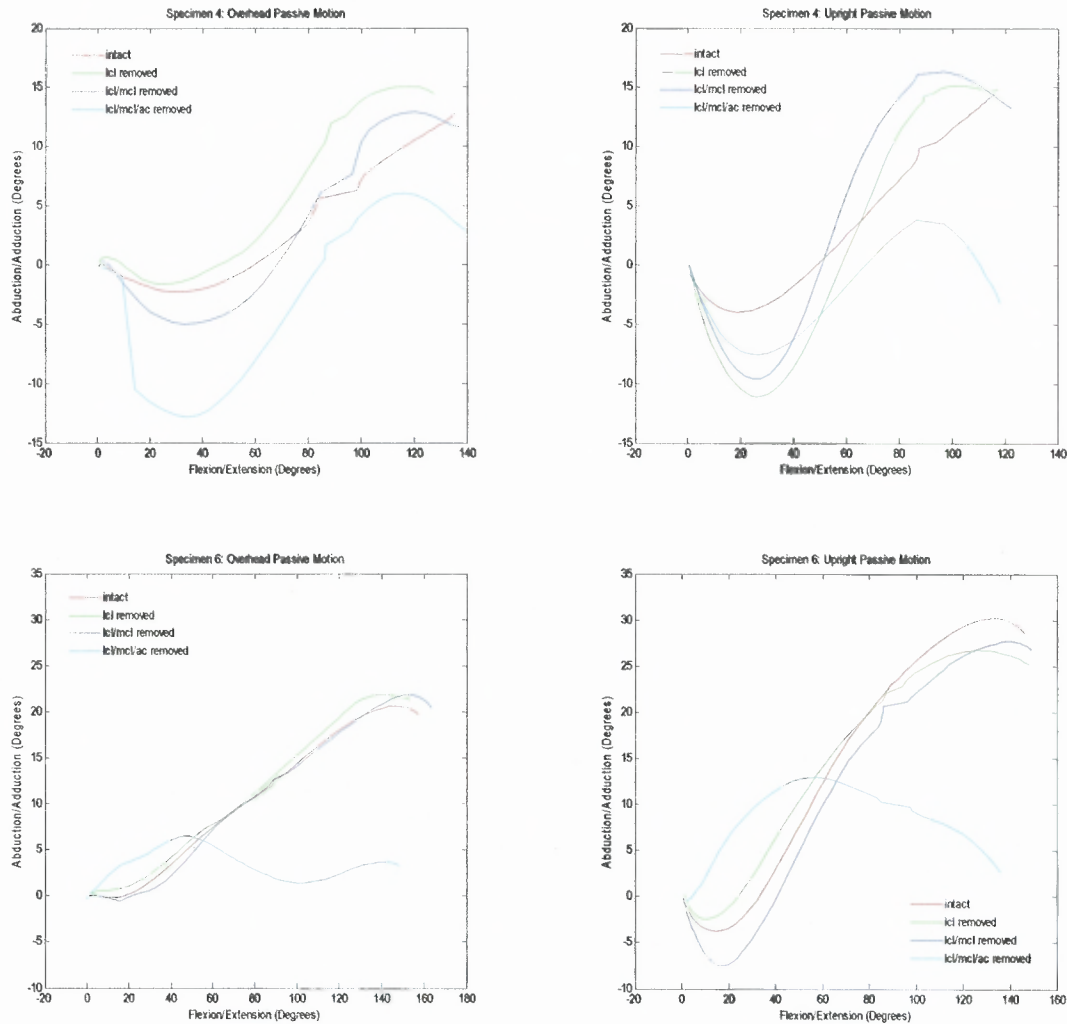 Specimen 4: Overhead Passive Motion
20
15
10
5
0
-5
-10
-15
Abduction/Adduction (Degrees)
intact
lcl removed
lcl/mcl removed
lcl/mcl/ac removed
-20 0 20 40 60 80 100 120 140
Flexion/Extension (Degrees)
Specimen 4: Upright Passive Motion
20
15
10
5
0
-5
-10
-15
Abduction/Adduction (Degrees)
intact
lcl removed
lcl/mcl removed
lcl/mcl/ac removed
-20 0 20 40 60 80 100 120 140
Flexion/Extension (Degrees)
Specimen 6: Overhead Passive Motion
35
30
25
20
15
10
5
0
-5
-10
Abduction/Adduction (Degrees)
intact
lcl removed
lcl/mcl removed
lcl/mcl/ac removed
-20 0 20 40 60 80 100 120 140 160 180
Flexion/Extension (Degrees)
Specimen 6: Upright Passive Motion
35
30
25
20
15
10
5
0
-5
-10
Abduction/Adduction (Degrees)
intact
lcl removed
lcl/mcl removed
lcl/mcl/ac removed
-20 0 20 40 60 80 100 120 140 160
Flexion/Extension (Degrees)